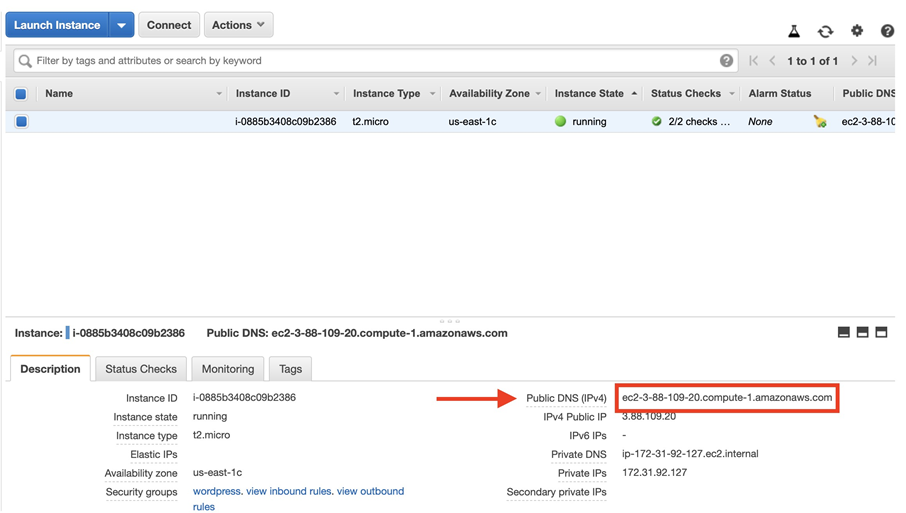 Launch Instance Connect Actions
Filter by tags and attributes or search by keyword 1 to 1 of 1
Name Instance ID Instance Type Availability Zone Instance State Status Checks Alarm Status Public DNS
i-0885b3408c09b2386 t2.micro us-east-1c running 2/2 checks ... None ec2-3-88-10
Instance: i-0885b3408c09b2386 Public DNS: ec2-3-88-109-20.compute-1.amazonaws.com
Description Status Checks Monitoring Tags
Instance ID i-0885b3408c09b2386 Public DNS (IPv4) ec2-3-88-109-20.compute-1.amazonaws.com
Instance state running IPv4 Public IP 3.88.109.20
Instance type t2.micro IPv6 IPs -
Elastic IPs Private DNS ip-172-31-92-127.ec2.internal
Availability zone us-east-1c Private IPs 172.31.92.127
Security groups wordpress. view inbound rules. view outbound Secondary private IPs
rules